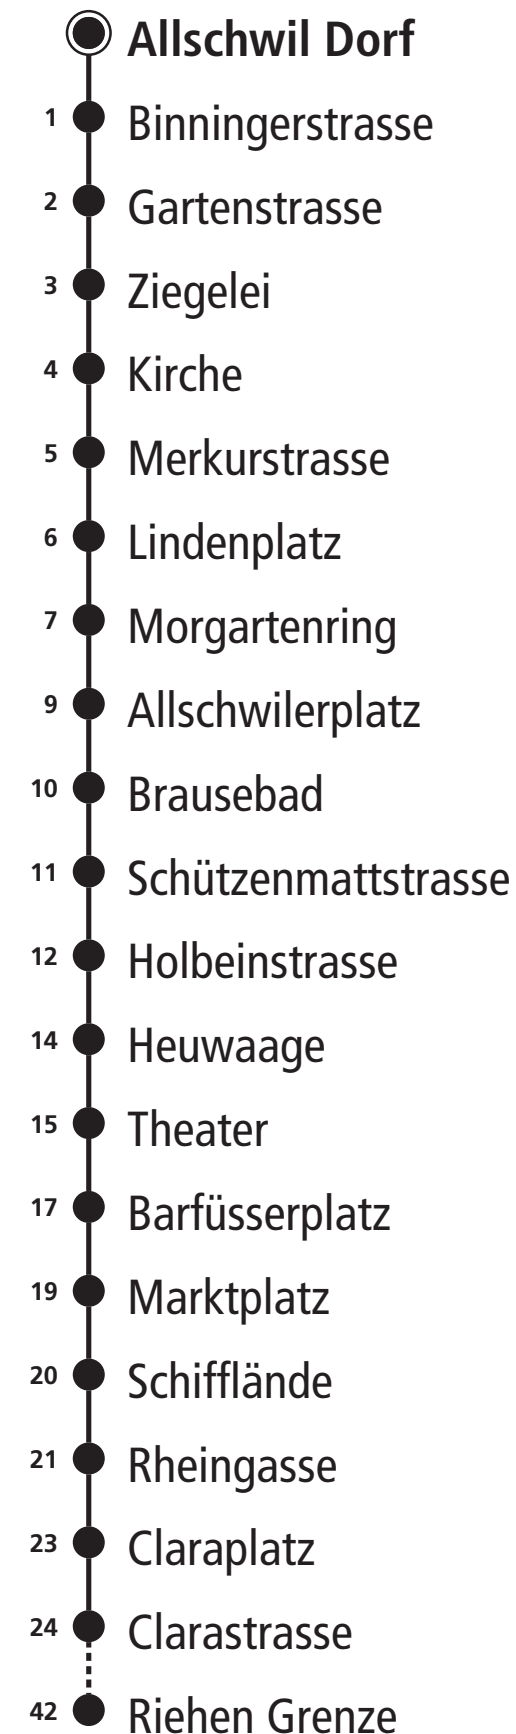 Allschwil Dorf
1 Binningerstrasse
2 Gartenstrasse
3 Ziegelei
4 Kirche
5 Merkurstrasse
6 Lindenplatz
7 Morgartenring
9 Allschwilerplatz
10 Brausebad
11 Schützenmattstrasse
12 Holbeinstrasse
14 Heuwaage
15 Theater
17 Barfüsserplatz
19 Marktplatz
20 Schifflände
21 Rheingasse
23 Claraplatz
24 Clarastrasse
42 Riehen Grenze